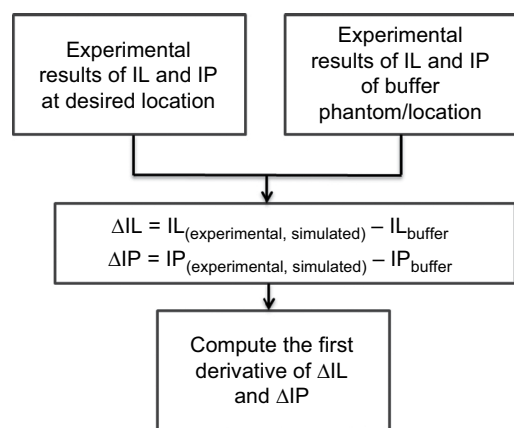 Experimental
results of IL and IP
at desired location
Experimental
results of IL and IP
of buffer
phantom/location
ΔIL = IL(experimental, simulated) – ILbuffer
ΔIP = IP(experimental, simulated) – IPbuffer
Compute the first
derivative of ΔIL
and ΔIP